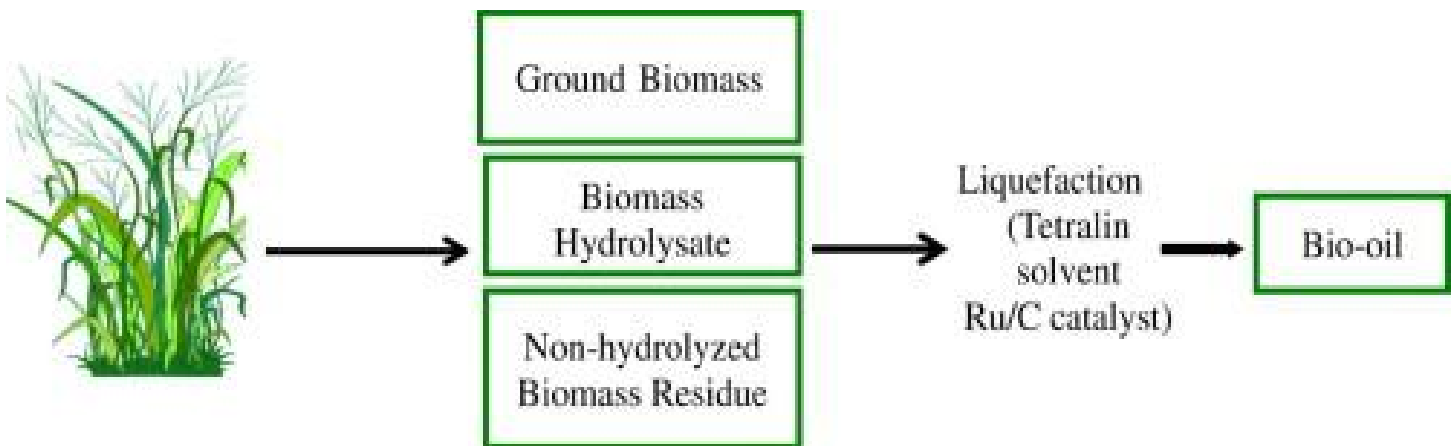 Ground Biomass
Biomass
Hydrolysate
Non-hydrolyzed
Biomass Residue
Liquefaction
(Tetralin
solvent
Ru/C catalyst)
Bio-oil